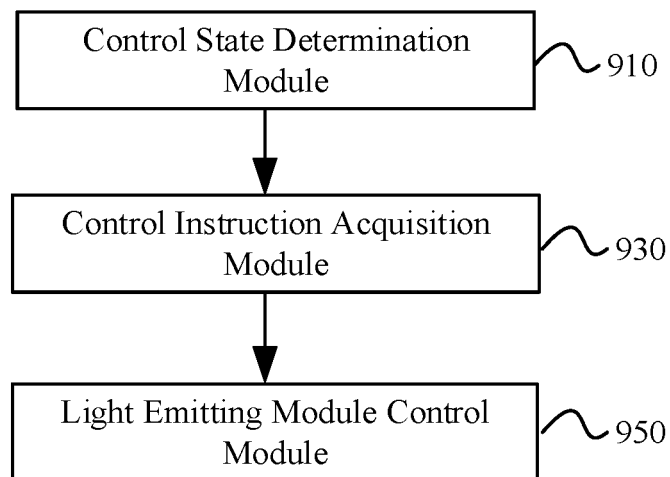 Control State Determination
Module
910
Control Instruction Acquisition
Module
930
Light Emitting Module Control
Module
950